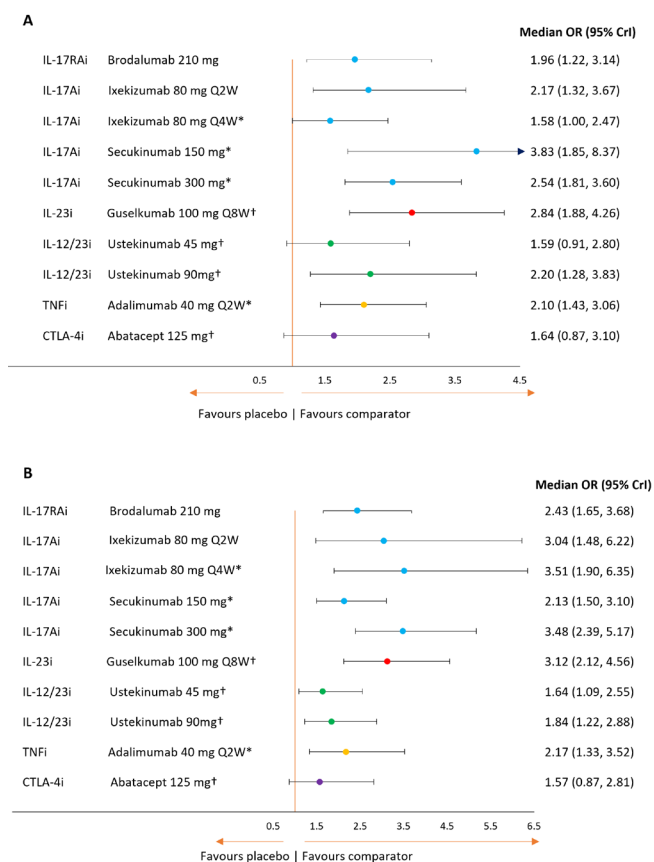 A
Median OR (95% CrI)
IL-17RAi Brodalumab 210 mg 1.96 (1.22, 3.14)
IL-17Ai Ixekizumab 80 mg Q2W 2.17 (1.32, 3.67)
IL-17Ai Ixekizumab 80 mg Q4W* 1.58 (1.00, 2.47)
IL-17Ai Secukinumab 150 mg* 3.83 (1.85, 8.37)
IL-17Ai Secukinumab 300 mg* 2.54 (1.81, 3.60)
IL-23i Guselkumab 100 mg Q8W† 2.84 (1.88, 4.26)
IL-12/23i Ustekinumab 45 mg† 1.59 (0.91, 2.80)
IL-12/23i Ustekinumab 90mg† 2.20 (1.28, 3.83)
TNFi Adalimumab 40 mg Q2W* 2.10 (1.43, 3.06)
CTLA-4i Abatacept 125 mg† 1.64 (0.87, 3.10)
0.5 1.5 2.5 3.5 4.5
Favours placebo | Favours comparator
B
Median OR (95% CrI)
IL-17RAi Brodalumab 210 mg 2.43 (1.65, 3.68)
IL-17Ai Ixekizumab 80 mg Q2W 3.04 (1.48, 6.22)
IL-17Ai Ixekizumab 80 mg Q4W* 3.51 (1.90, 6.35)
IL-17Ai Secukinumab 150 mg* 2.13 (1.50, 3.10)
IL-17Ai Secukinumab 300 mg* 3.48 (2.39, 5.17)
IL-23i Guselkumab 100 mg Q8W† 3.12 (2.12, 4.56)
IL-12/23i Ustekinumab 45 mg† 1.64 (1.09, 2.55)
IL-12/23i Ustekinumab 90mg† 1.84 (1.22, 2.88)
TNFi Adalimumab 40 mg Q2W* 2.17 (1.33, 3.52)
CTLA-4i Abatacept 125 mg† 1.57 (0.87, 2.81)
0.5 1.5 2.5 3.5 4.5 5.5 6.5
Favours placebo | Favours comparator